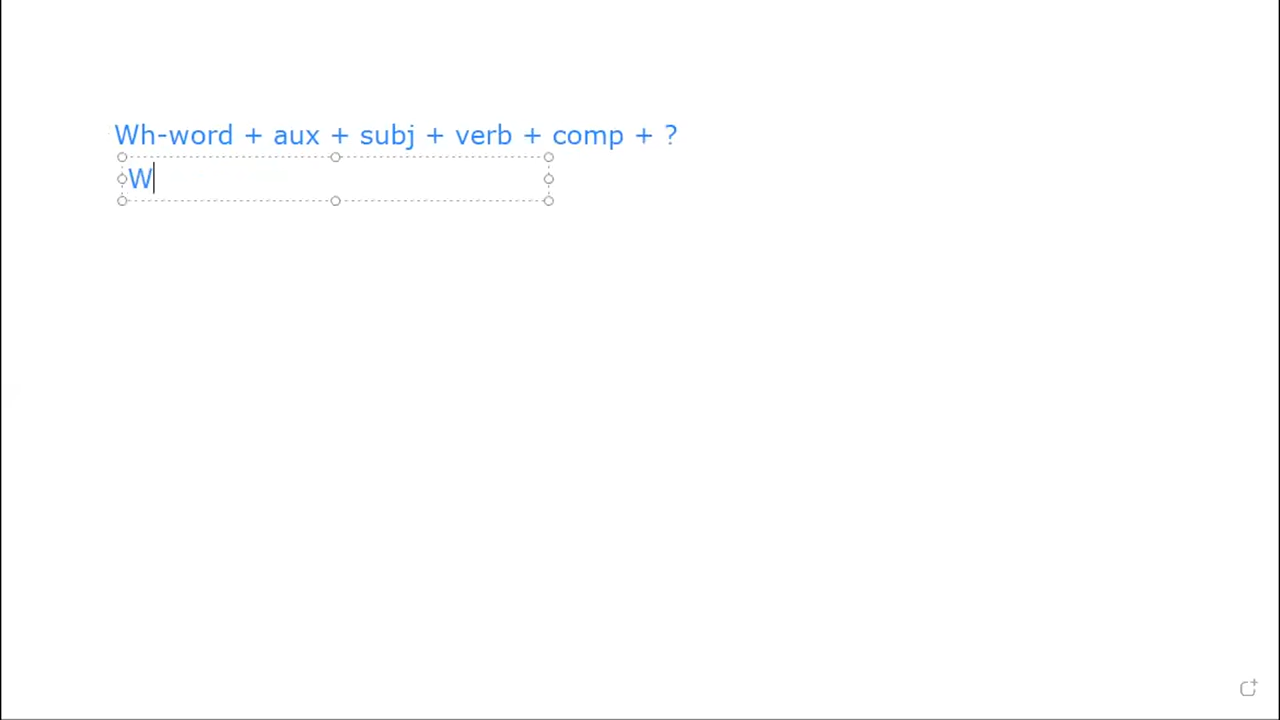 Wh-word + aux + subj + verb + comp + ?
W